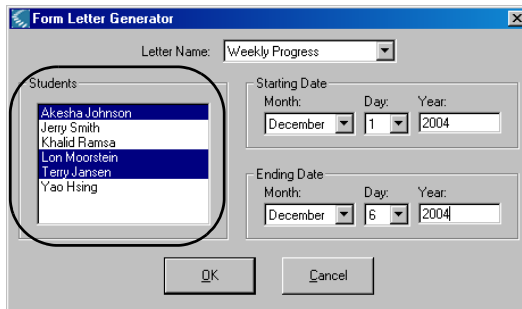 Form Letter Generator
Letter Name: Weekly Progress
Students
Akesha Johnson
Jerry Smith
Khalid Ramsa
Lon Moorstein
Terry Jansen
Yao Hsing
Starting Date
Month: Day: Year:
December 1 2004
Ending Date
Month: Day: Year:
December 6 2004
OK Cancel